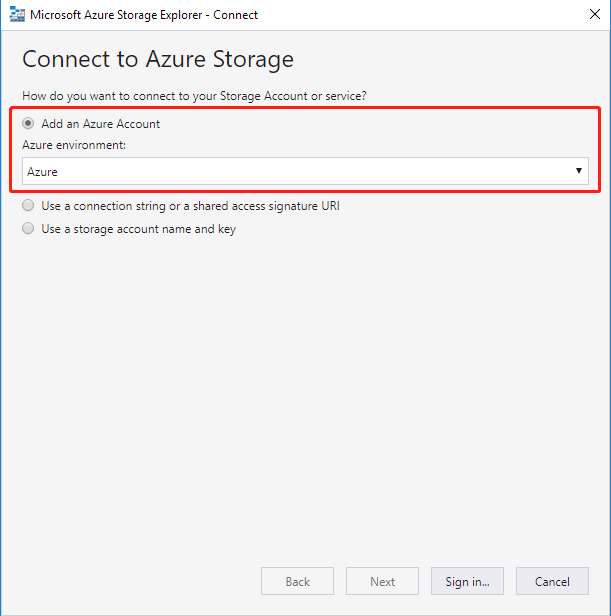 Microsoft Azure Storage Explorer - Connect
Connect to Azure Storage
How do you want to connect to your Storage Account or service?
Add an Azure Account
Azure environment:
Azure
Use a connection string or a shared access signature URI
Use a storage account name and key
Back Next Sign in... Cancel